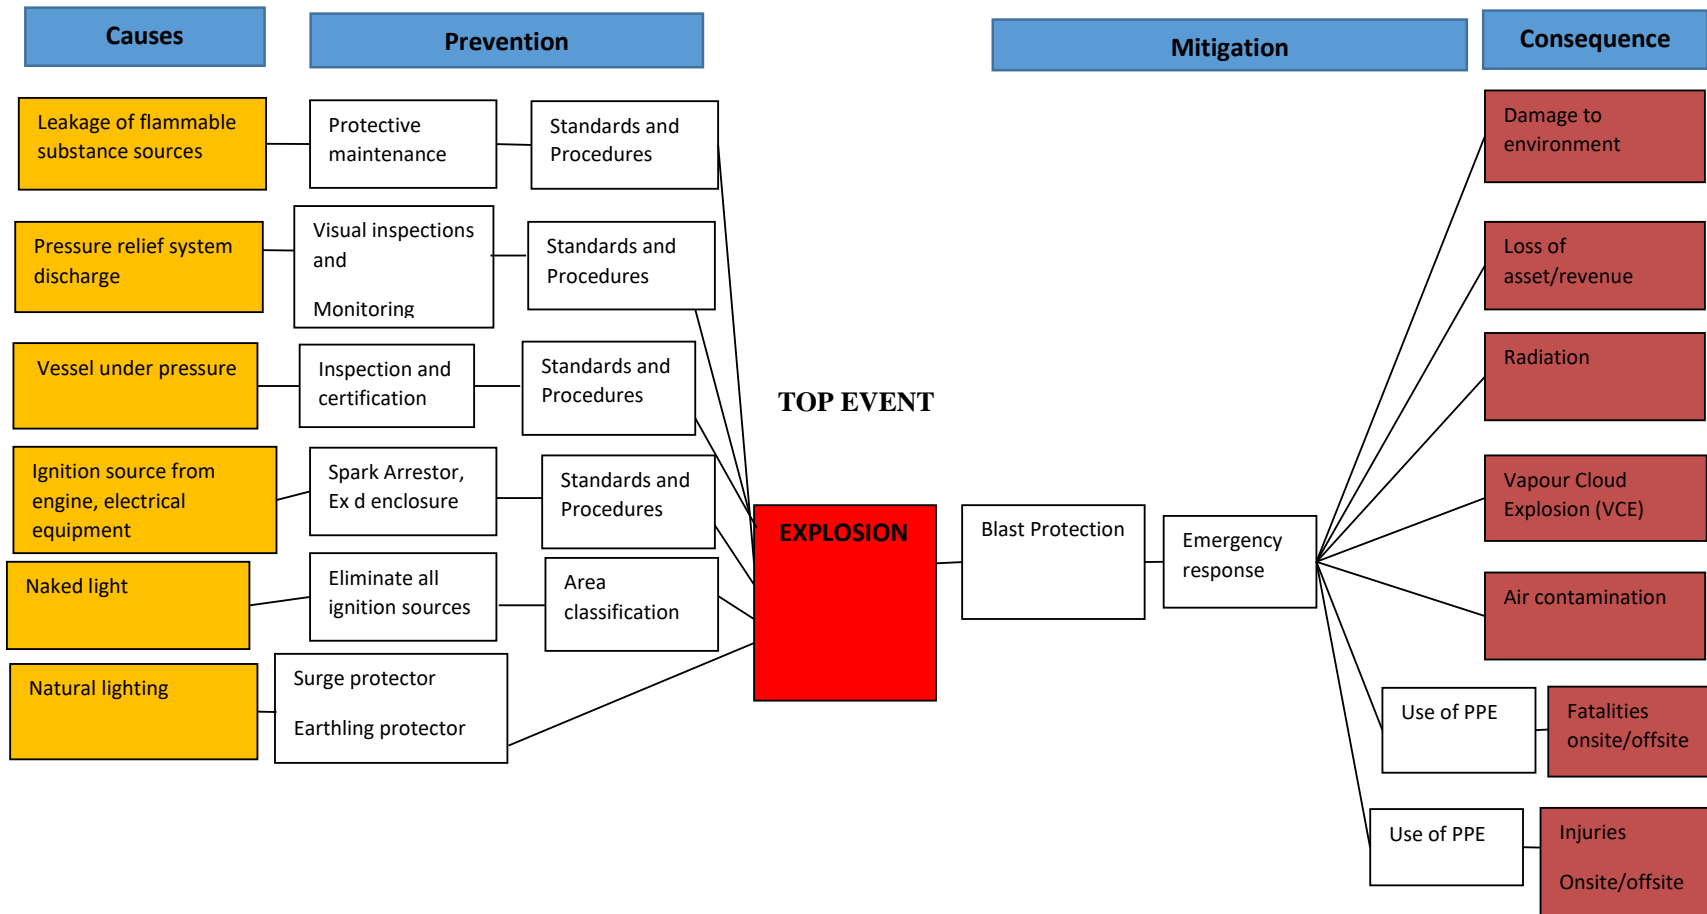 Causes
Prevention
Mitigation
Consequence
Leakage of flammable
substance sources
Protective
maintenance
Standards and
Procedures
Damage to
environment
Pressure relief system
discharge
Visual inspections
and
Monitoring
Standards and
Procedures
Loss of
asset/revenue
Vessel under pressure
Inspection and
certification
Standards and
Procedures
TOP EVENT
Radiation
Ignition source from
engine, electrical
equipment
Spark Arrestor,
Ex d enclosure
Standards and
Procedures
EXPLOSION
Blast Protection
Emergency
response
Vapour Cloud
Explosion (VCE)
Naked light
Eliminate all
ignition sources
Area
classification
Air contamination
Natural lighting
Surge protector
Earthling protector
Use of PPE
Fatalities
onsite/offsite
Use of PPE
Injuries
Onsite/offsite